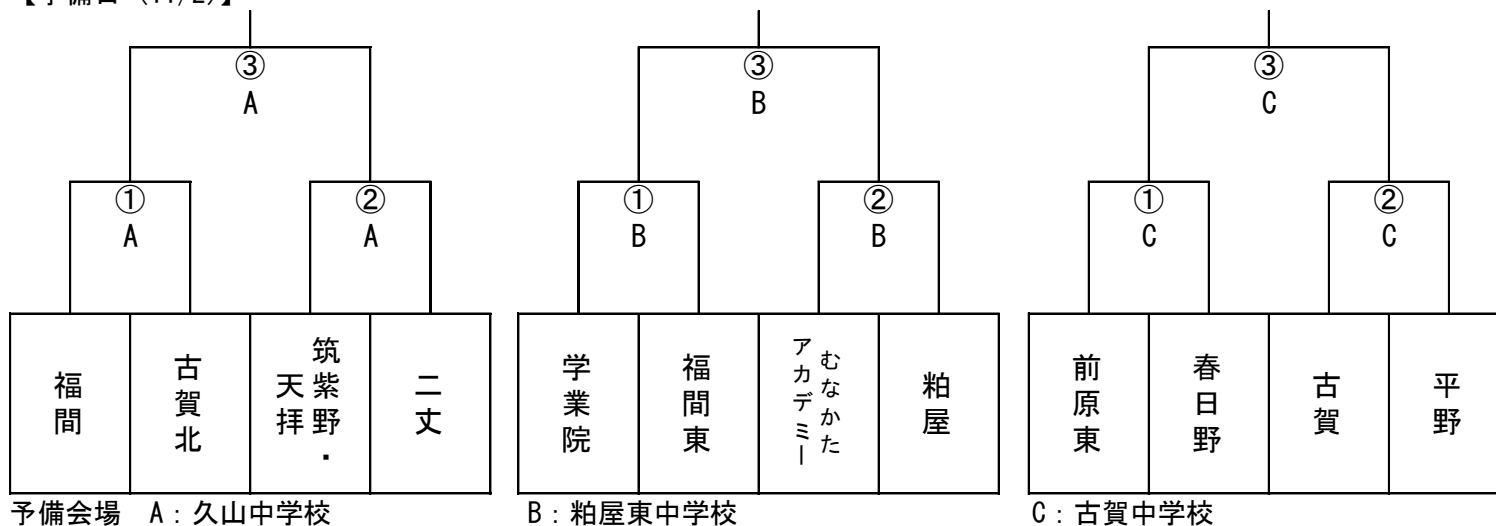 【予備日 (11/2)】
③
A
①
A
②
A
福間
古賀北
筑紫野・
天拝
二丈
③
B
①
B
②
B
学業院
福間東
むなかた
アカデミー
粕屋
③
C
①
C
②
C
前原東
春日野
古賀
平野
予備会場 A:久山中学校
B:粕屋東中学校
C:古賀中学校